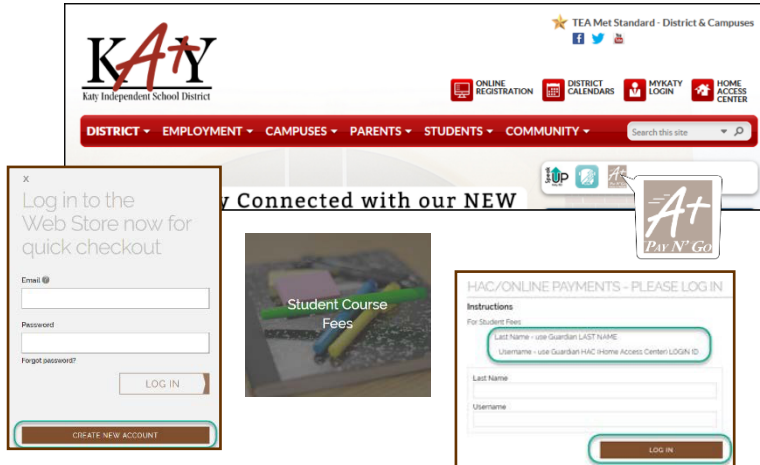 TEA Met Standard - District & Campuses
KAtY
Katy Independent School District
ONLINE REGISTRATION
DISTRICT CALENDARS
MYKATY LOGIN
HOME ACCESS CENTER
DISTRICT EMPLOYMENT CAMPUSES PARENTS STUDENTS COMMUNITY Search this site
UP
y Connected with our NEW
A+
PAY N' GO
X
Log in to the
Web Store now for
quick checkout
Email
Password
Forgot password?
LOG IN
CREATE NEW ACCOUNT
Student Course
Fees
HAC/ONLINE PAYMENTS - PLEASE LOG IN
Instructions
For Student Fees
Last Name - use Guardian LAST NAME
Username - use Guardian HAC (Home Access Center) LOGIN ID
Last Name
Username
LOG IN